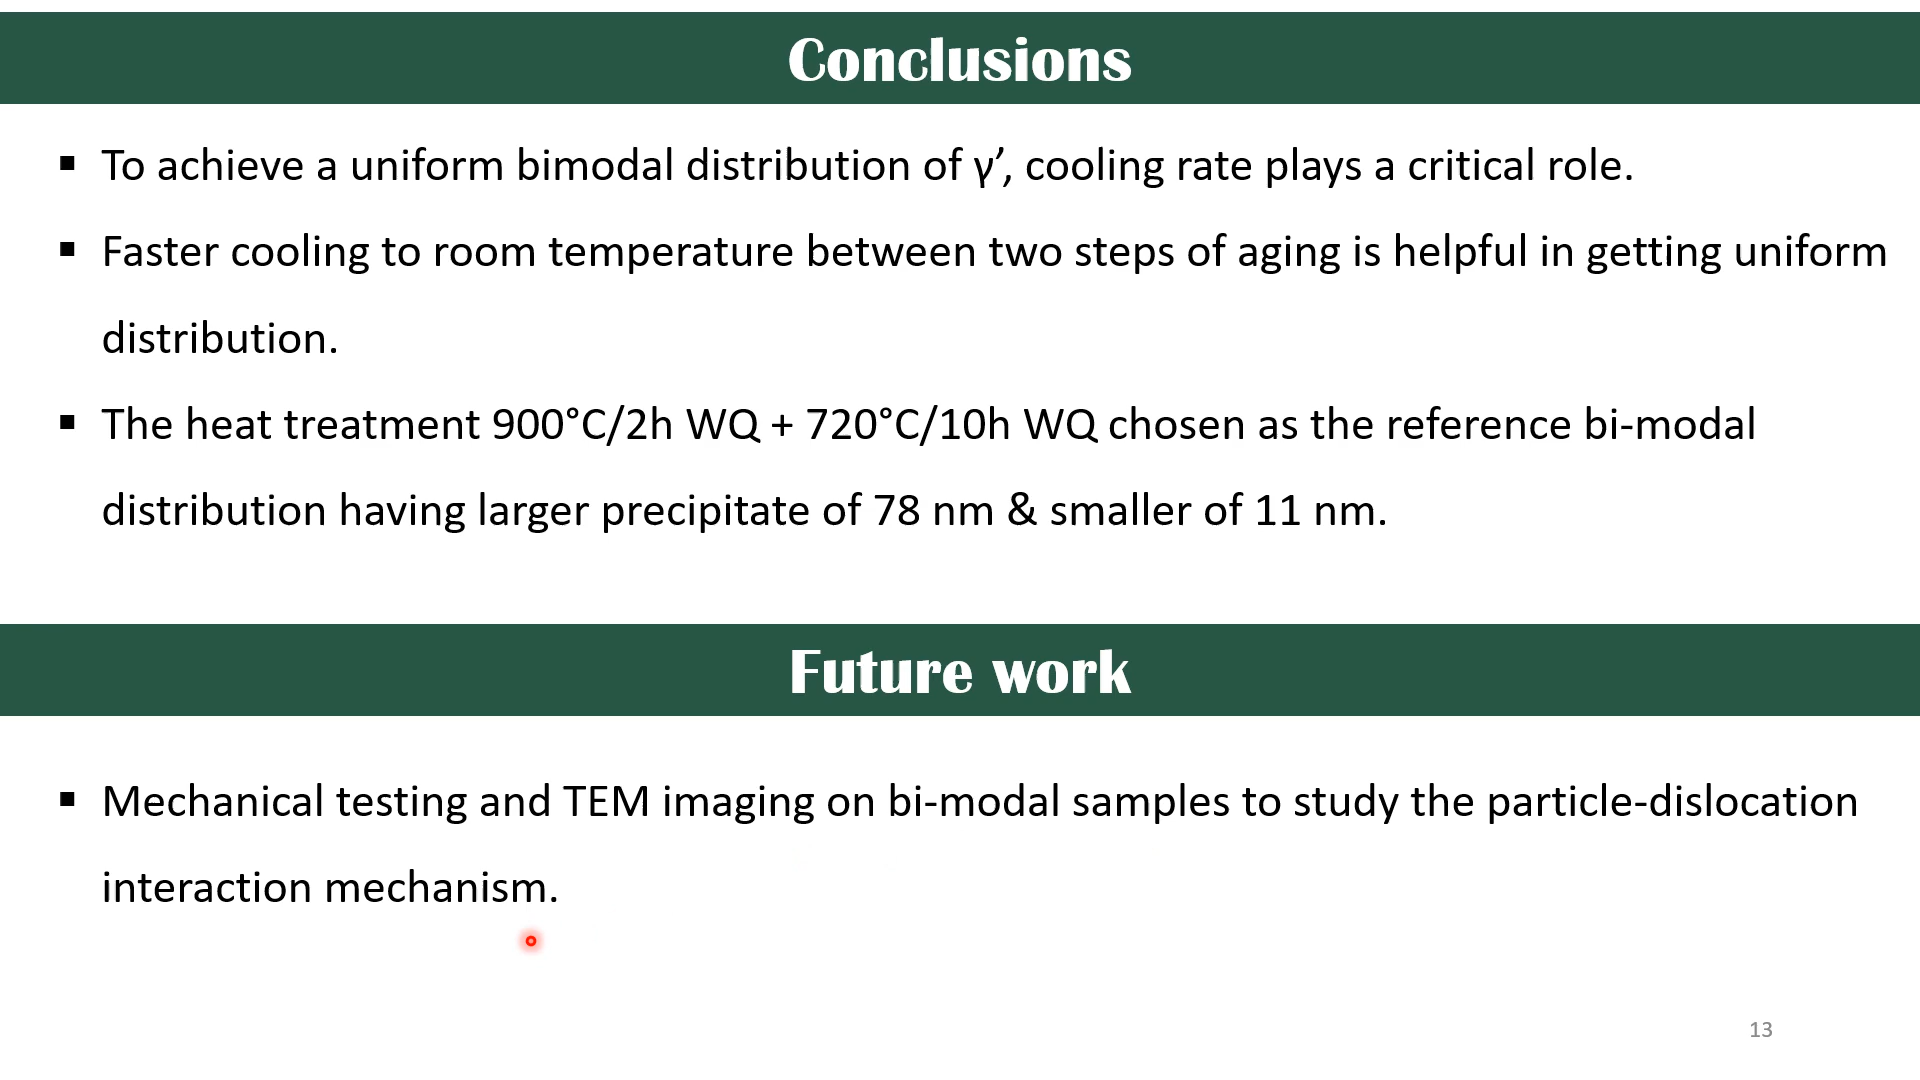 Conclusions
▪ To achieve a uniform bimodal distribution of γ’, cooling rate plays a critical role.
▪ Faster cooling to room temperature between two steps of aging is helpful in getting uniform
distribution.
▪ The heat treatment 900°C/2h WQ + 720°C/10h WQ chosen as the reference bi-modal
distribution having larger precipitate of 78 nm & smaller of 11 nm.
Future work
▪ Mechanical testing and TEM imaging on bi-modal samples to study the particle-dislocation
interaction mechanism.
13